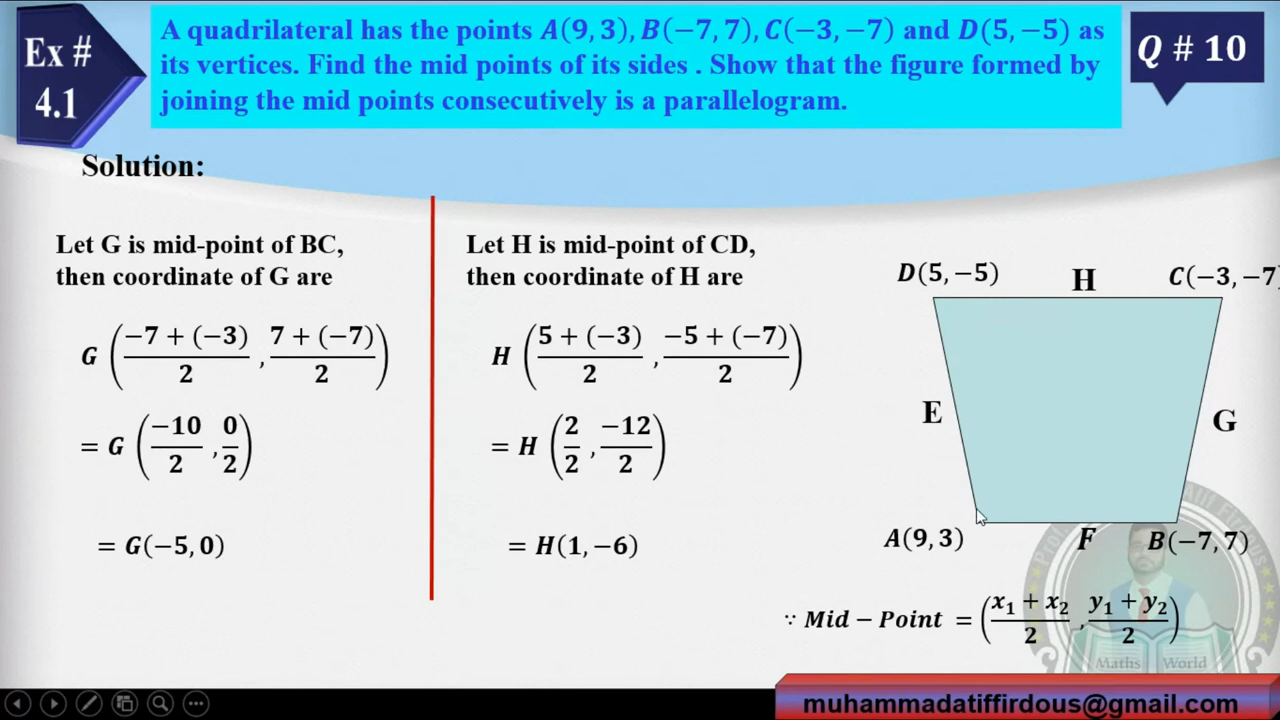 Ex #
4.1
A quadrilateral has the points A(9, 3), B(−7, 7), C(−3, −7) and D(5, −5) as
its vertices. Find the mid points of its sides . Show that the figure formed by
joining the mid points consecutively is a parallelogram.
Q # 10
Solution:
Let G is mid-point of BC,
then coordinate of G are
G (−7 + (−3)/2 , 7 + (−7)/2)
= G (−10/2 , 0/2)
= G(−5, 0)
Let H is mid-point of CD,
then coordinate of H are
H (5 + (−3)/2 , −5 + (−7)/2)
= H (2/2 , −12/2)
= H(1, −6)
D(5, −5)
H
C(−3, −7
E
G
A(9, 3)
F
B(−7, 7)
∵ Mid − Point = (x₁ + x₂/2 , y₁ + y₂/2)
Maths World
muhammadatiffirdous@gmail.com